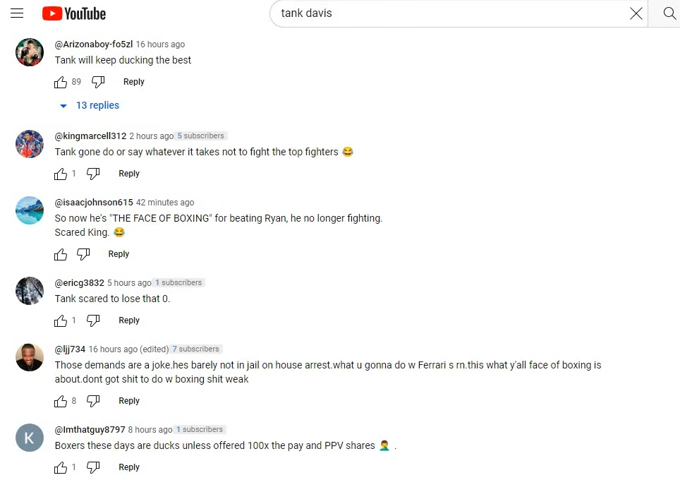 YouTube
tank davis
@Arizonaboy-fo5zl 16 hours ago
Tank will keep ducking the best
89 Reply
13 replies
@kingmarcell312 2 hours ago 5 subscribers
Tank gone do or say whatever it takes not to fight the top fighters 😂
1 Reply
@isaacjohnson615 42 minutes ago
So now he's "THE FACE OF BOXING" for beating Ryan, he no longer fighting.
Scared King. 😂
Reply
@ericg3832 5 hours ago 1 subscribers
Tank scared to lose that 0.
1 Reply
@ljj734 16 hours ago (edited) 7 subscribers
Those demands are a joke.hes barely not in jail on house arrest.what u gonna do w Ferrari s rn.this what y'all face of boxing is
about.dont got shit to do w boxing shit weak
8 Reply
K
@Imthatguy8797 8 hours ago 1 subscribers
Boxers these days are ducks unless offered 100x the pay and PPV shares 🤦‍♂️ .
1 Reply